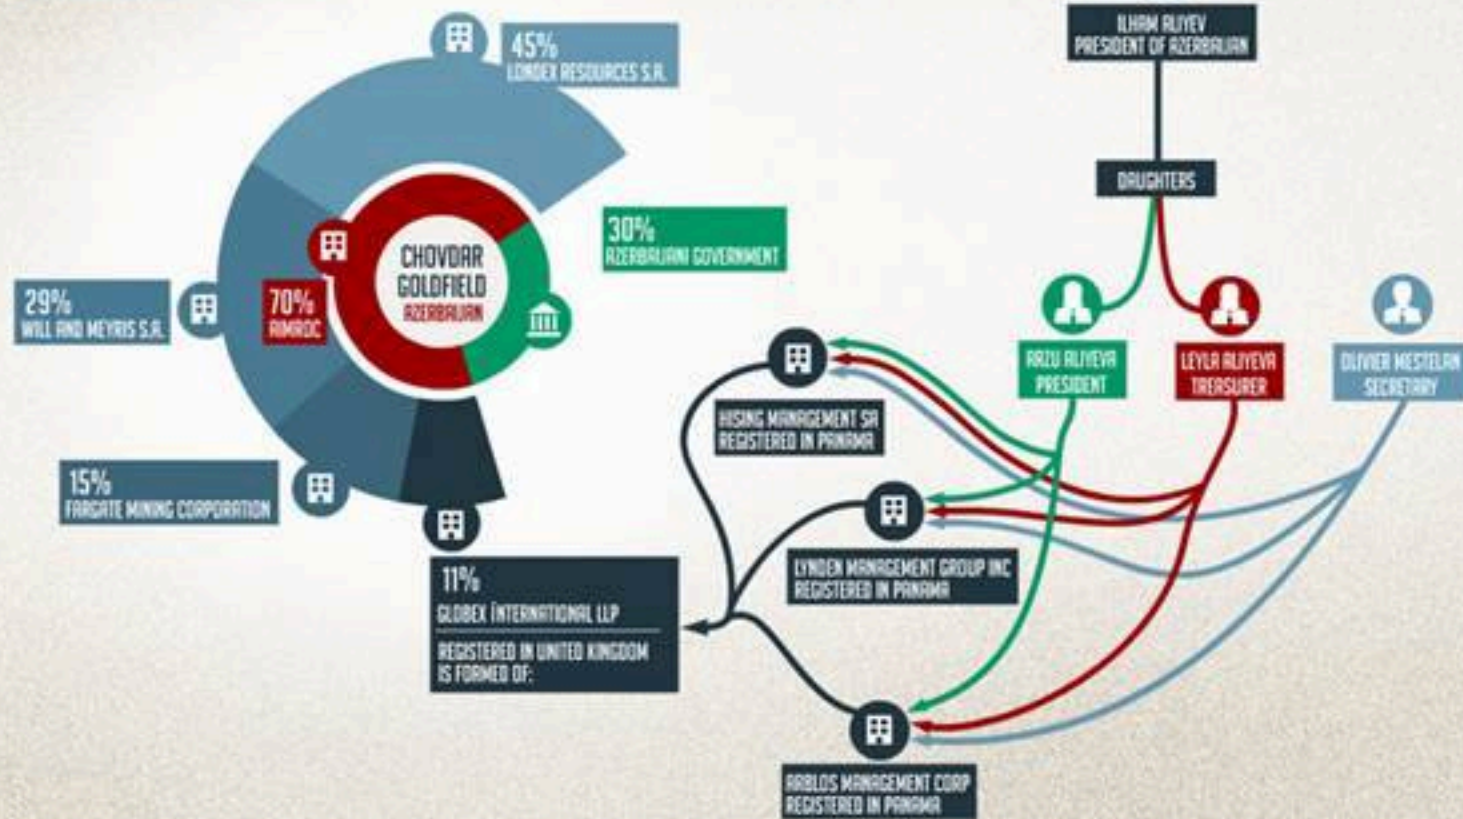 45%
LONDEX RESOURCES S.A.
ILHAM ALIYEV
PRESIDENT OF AZERBAIJAN
DAUGHTERS
30%
AZERBAIJANI GOVERNMENT
CHOVDAR
GOLDFIELD
AZERBAIJAN
29%
WILL AND MEYRIS S.A.
70%
AIMROC
ARZU ALIYEVA
PRESIDENT
LEYLA ALIYEVA
TREASURER
OLIVIER MESTELAN
SECRETARY
HISING MANAGEMENT SA
REGISTERED IN PANAMA
15%
FARGATE MINING CORPORATION
LYNDEN MANAGEMENT GROUP INC
REGISTERED IN PANAMA
11%
GLOBEX İNTERNATIONAL LLP
REGISTERED IN UNITED KINGDOM
IS FORMED OF:
ARBLOS MANAGEMENT CORP
REGISTERED IN PANAMA